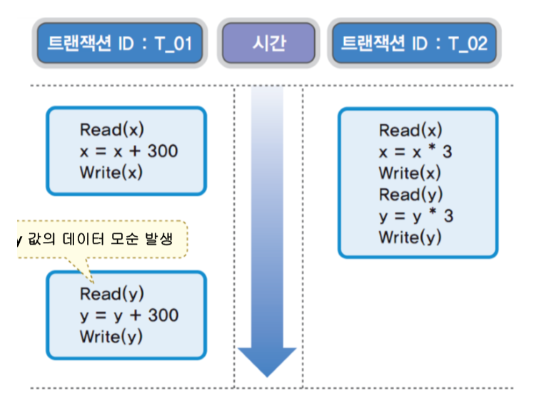 트랜잭션 ID : T_01
시간
트랜잭션 ID : T_02
Read(x)
x = x + 300
Write(x)
Read(x)
x = x * 3
Write(x)
Read(y)
y = y * 3
Write(y)
y 값의 데이터 모순 발생
Read(y)
y = y + 300
Write(y)